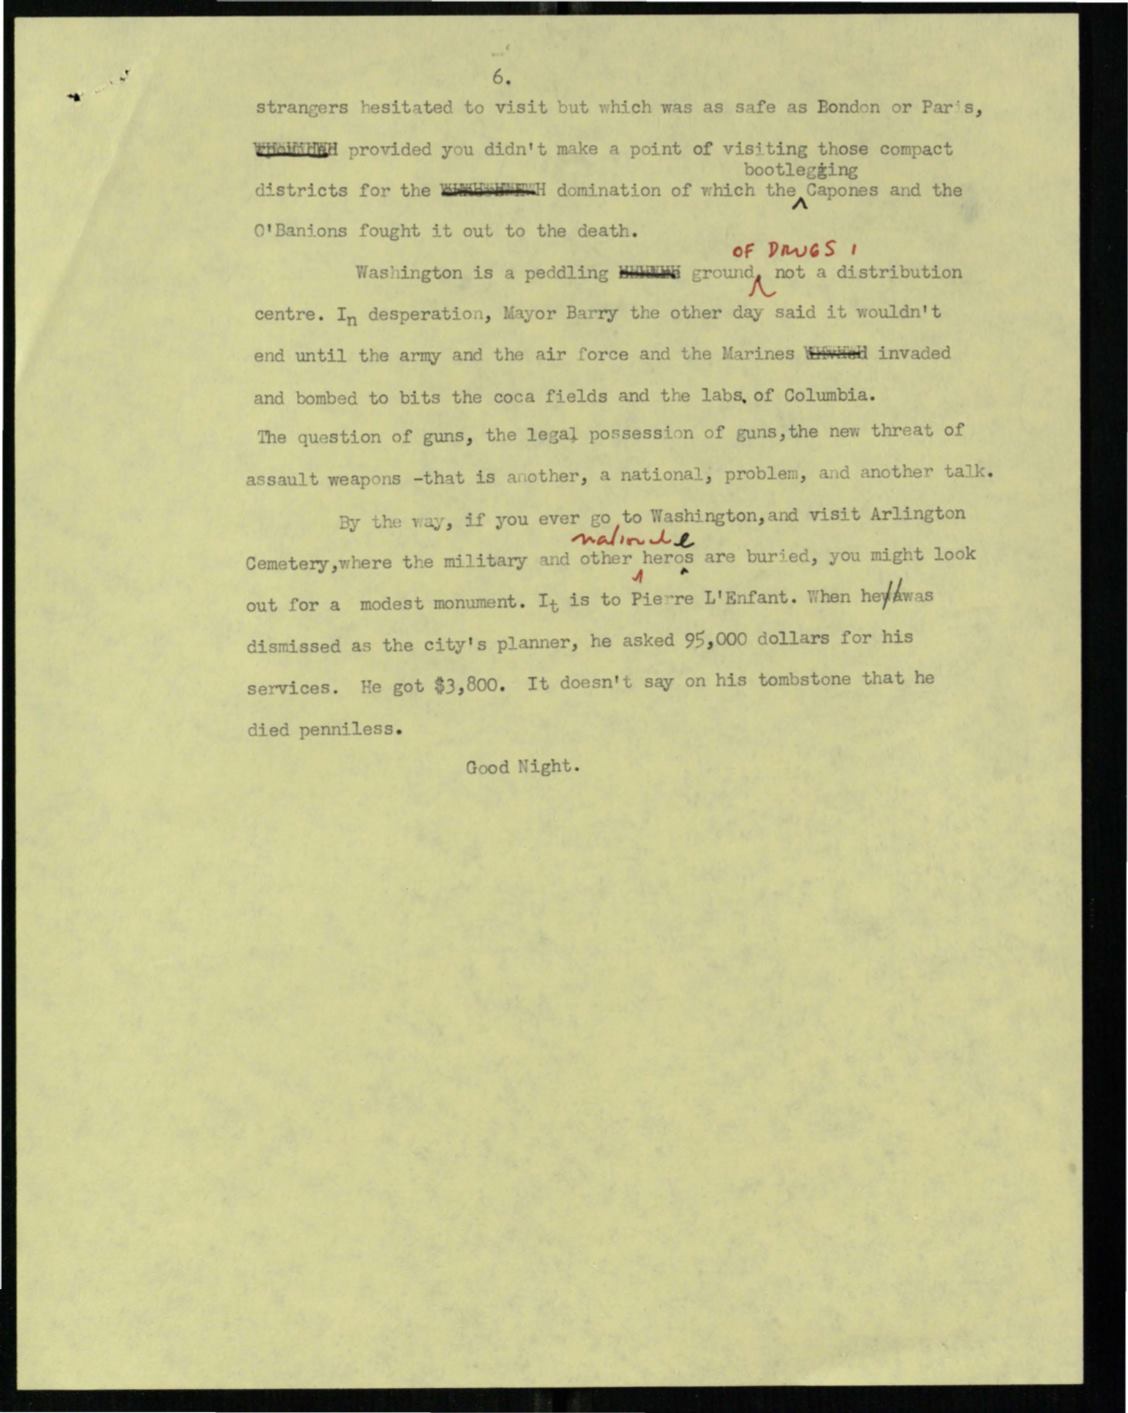 6.
strangers hesitated to visit but which was as safe as Bondon or Paris,
provided you didn't make a point of visiting those compact
bootlegging
districts for the domination of which the Capones and the
O'Banions fought it out to the death.
OF DRUGS,
Washington is a peddling ground not a distribution
centre. In desperation, Mayor Barry the other day said it wouldn't
end until the army and the air force and the Marines invaded
and bombed to bits the coca fields and the labs. of Columbia.
The question of guns, the legal possession of guns,the new threat of
assault weapons -that is another, a national, problem, and another talk.
By the way, if you ever go to Washington,and visit Arlington
national e
Cemetery,where the military and other heros are buried, you might look
out for a modest monument. It is to Pierre L'Enfant. When he was
dismissed as the city's planner, he asked 95,000 dollars for his
services. He got $3,800. It doesn't say on his tombstone that he
died penniless.
Good Night.